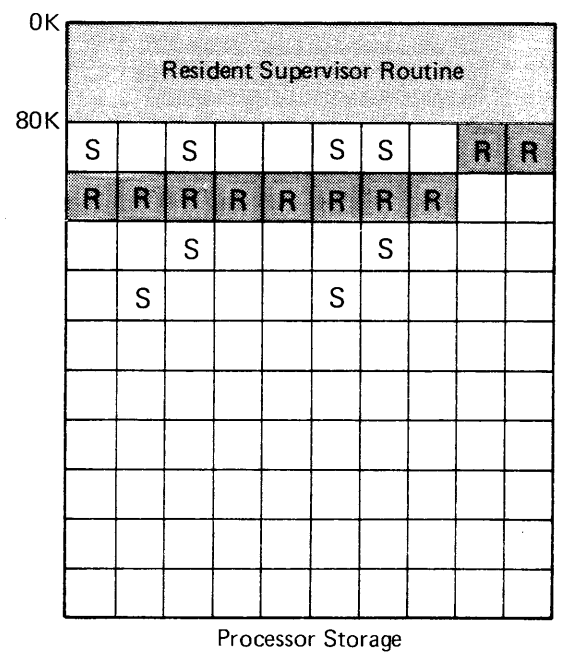 0K
Resident Supervisor Routine
80K
S S S S R R
R R R R R R R R
S S
S S
Processor Storage